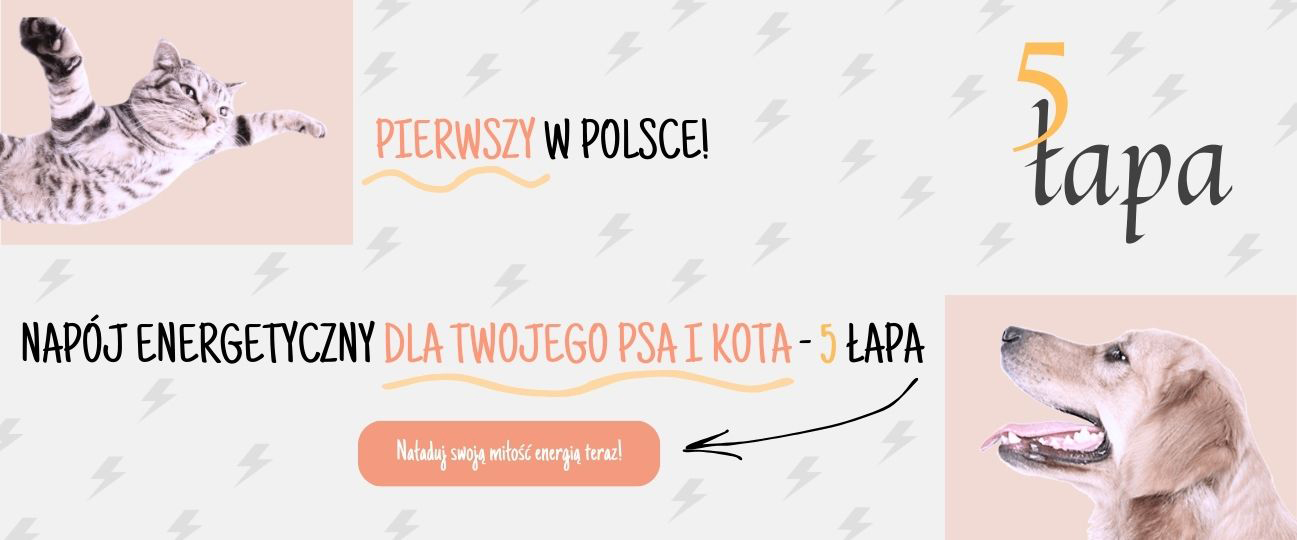 PIERWSZY W POLSCE!
5
łapa
NAPÓJ ENERGETYCZNY DLA TWOJEGO PSA I KOTA - 5 ŁAPA
Naładuj swoją miłość energią teraz!